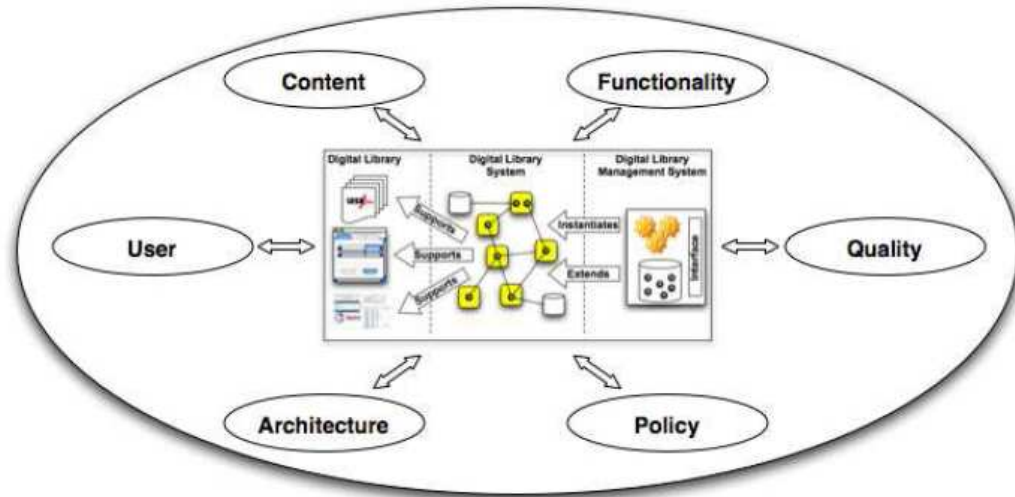 Content
Functionality
Digital Library
Digital Library
System
Digital Library
Management System
Supports
Instantiates
User
Supports
Interface
Quality
Extends
Supports
Architecture
Policy